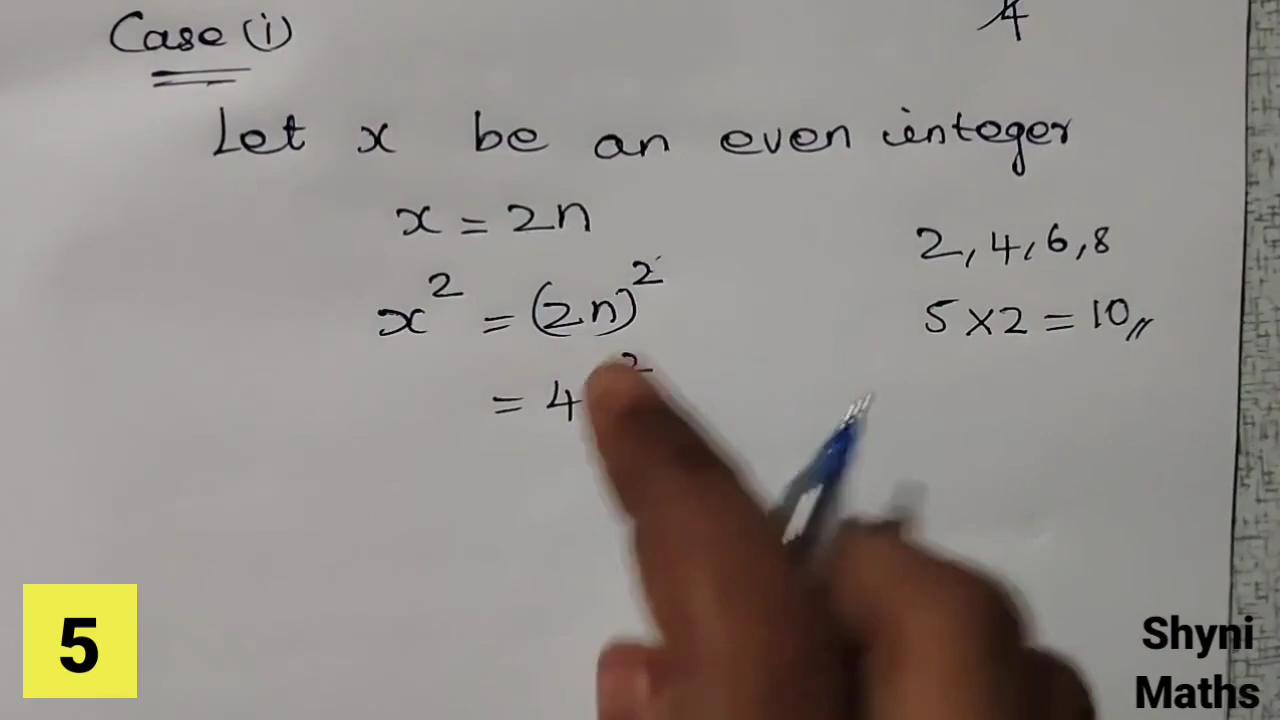 Case (i)
4
Let x be an even integer
x = 2n
2, 4, 6, 8
x² = (2n)²
5 × 2 = 10,,
= 4 ²
5
Shyni
Maths